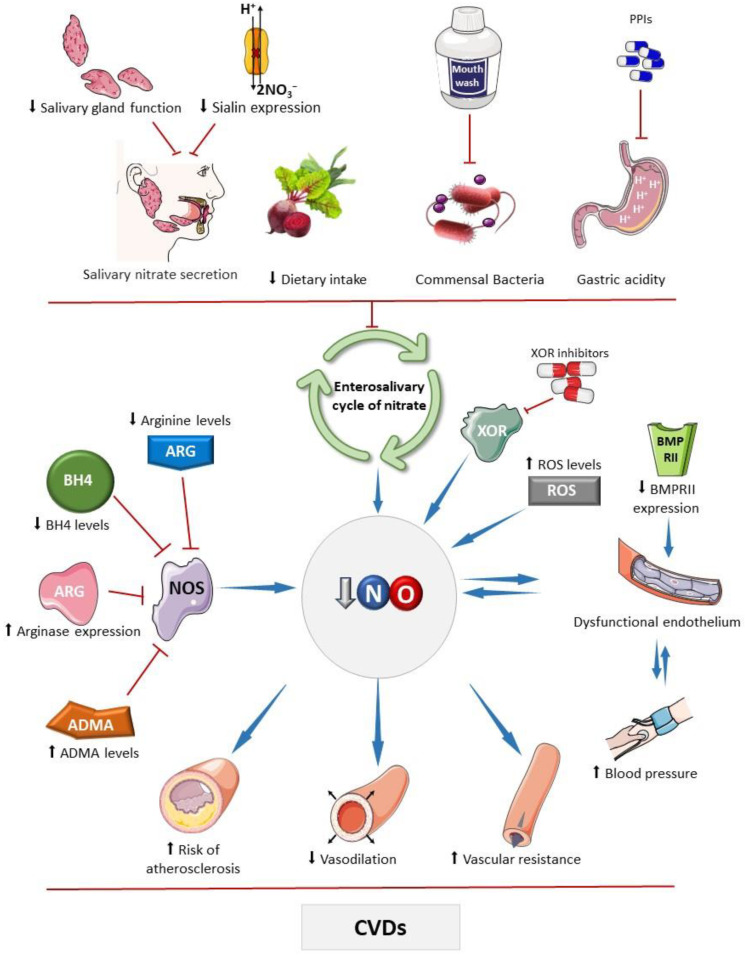 H⁺
PPIs
Mouth
wash
2NO₃⁻
⬇ Salivary gland function
⬇ Sialin expression
H⁺
H⁺
H⁺
H⁺
H⁺
Salivary nitrate secretion
⬇ Dietary intake
Commensal Bacteria
Gastric acidity
XOR inhibitors
Enterosalivary
cycle of nitrate
⬇ Arginine levels
ARG
XOR
BMP
RII
⬆ ROS levels
ROS
BH4
⬇ BMPRII
expression
⬇ BH4 levels
ARG
NOS
N O
⬆ Arginase expression
Dysfunctional endothelium
ADMA
⬆ ADMA levels
⬆ Blood pressure
⬆ Risk of
atherosclerosis
⬇ Vasodilation
⬆ Vascular resistance
CVDs